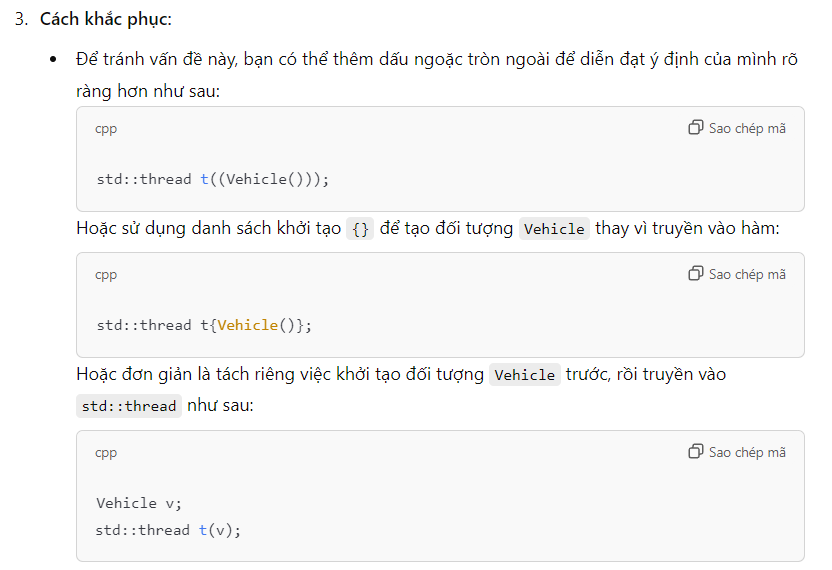 3. Cách khắc phục:
• Để tránh vấn đề này, bạn có thể thêm dấu ngoặc tròn ngoài để diễn đạt ý định của mình rõ
ràng hơn như sau:
cpp Sao chép mã
std::thread t((Vehicle()));
Hoặc sử dụng danh sách khởi tạo {} để tạo đối tượng Vehicle thay vì truyền vào hàm:
cpp Sao chép mã
std::thread t{Vehicle()};
Hoặc đơn giản là tách riêng việc khởi tạo đối tượng Vehicle trước, rồi truyền vào
std::thread như sau:
cpp Sao chép mã
Vehicle v;
std::thread t(v);